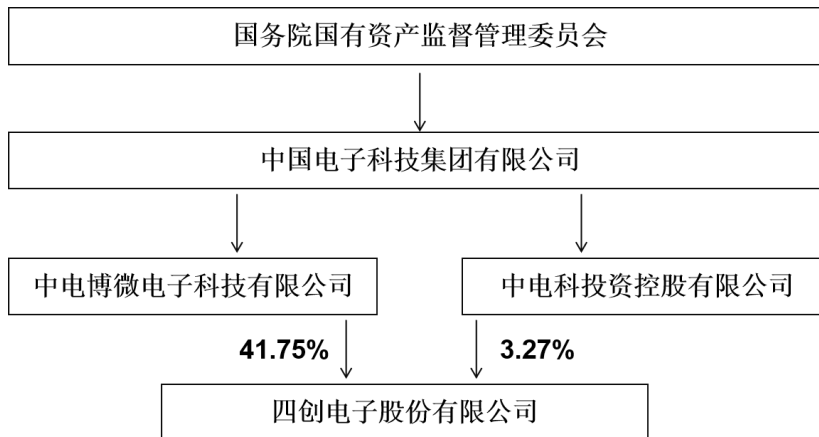 国务院国有资产监督管理委员会
中国电子科技集团有限公司
中电博微电子科技有限公司
中电科投资控股有限公司
41.75%
3.27%
四创电子股份有限公司